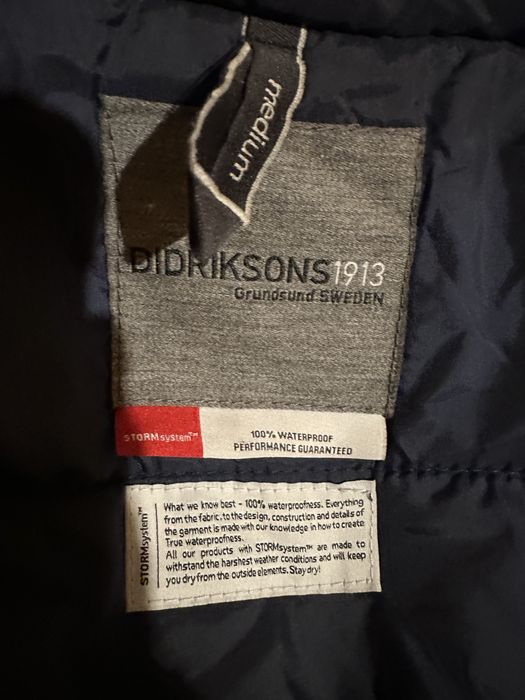 medium
DIDRIKSONS1913
Grundsund SWEDEN
STORMsystem™
100% WATERPROOF
PERFORMANCE GUARANTEED
STORMsystem™
What we know best - 100% waterproofness. Everything
from the fabric, to the design, construction and details of
the garment is made with our knowledge in how to create
True waterproofness.
All our products with STORMsystem™ are made to
withstand the harshest weather conditions and will keep
you dry from the outside elements. Stay dry!